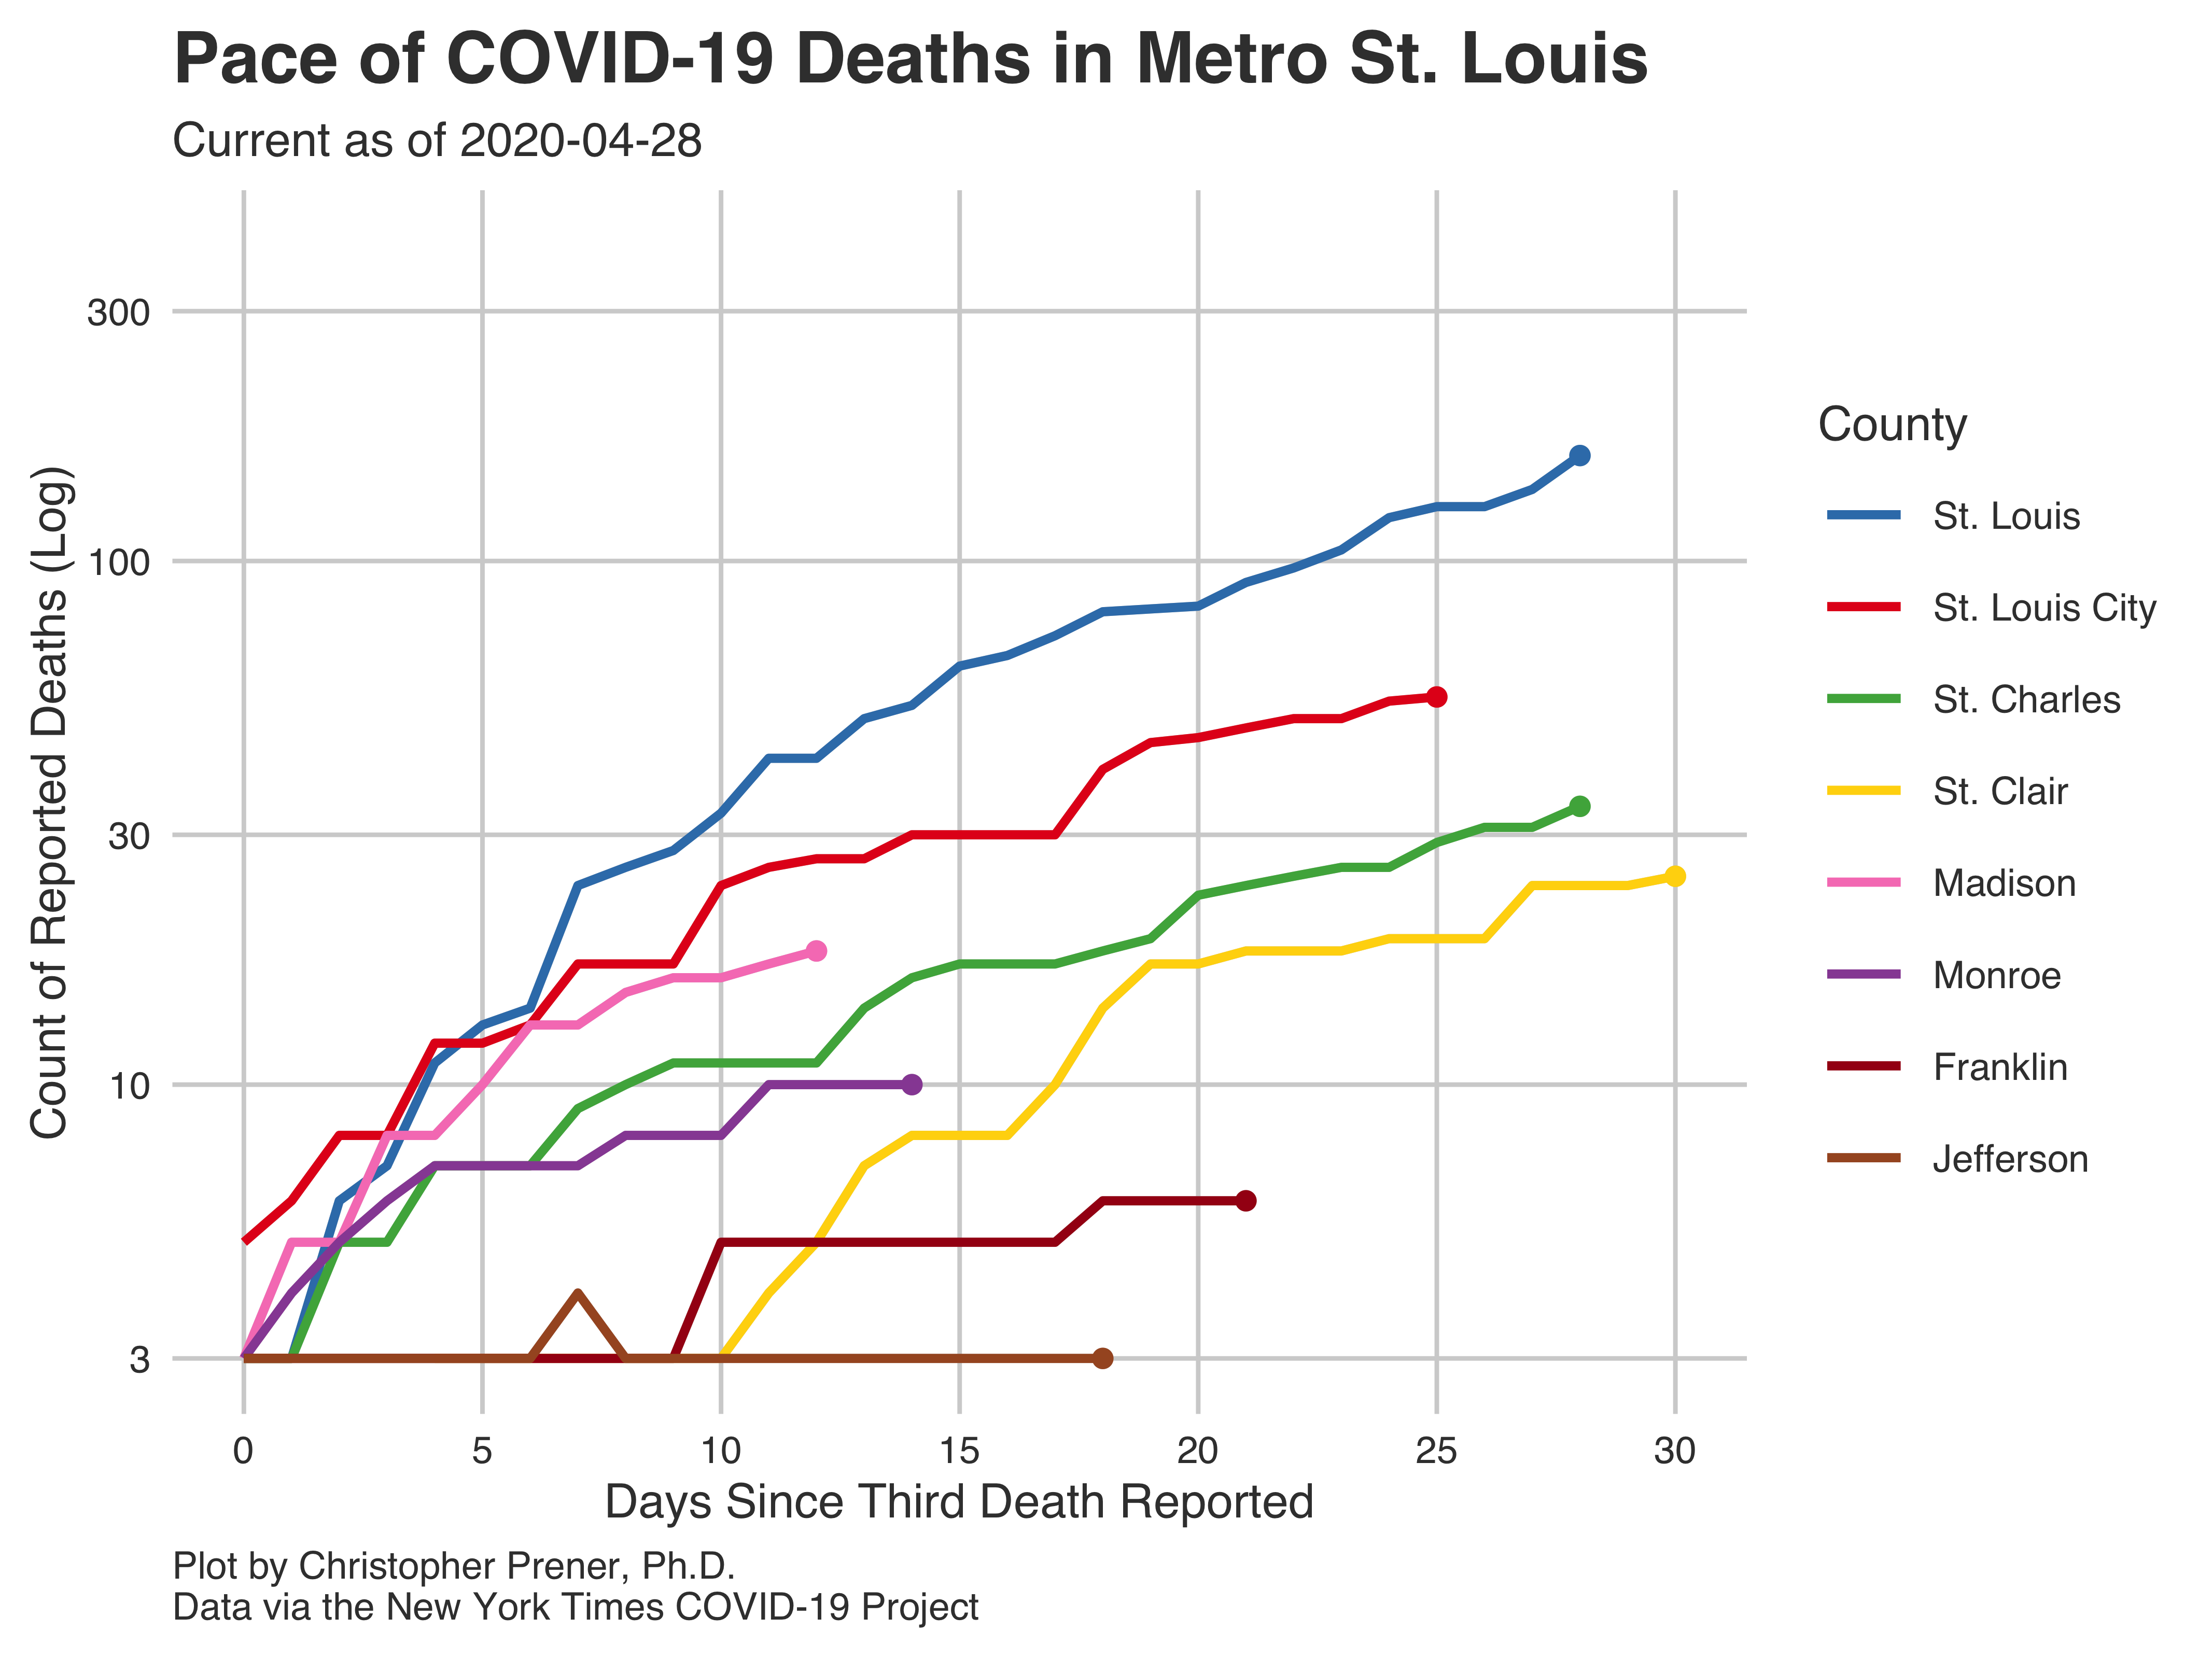 Pace of COVID-19 Deaths in Metro St. Louis
Current as of 2020-04-28
Count of Reported Deaths (Log)
300
100
30
10
3
0 5 10 15 20 25 30
Days Since Third Death Reported
County
St. Louis
St. Louis City
St. Charles
St. Clair
Madison
Monroe
Franklin
Jefferson
Plot by Christopher Prener, Ph.D.
Data via the New York Times COVID-19 Project